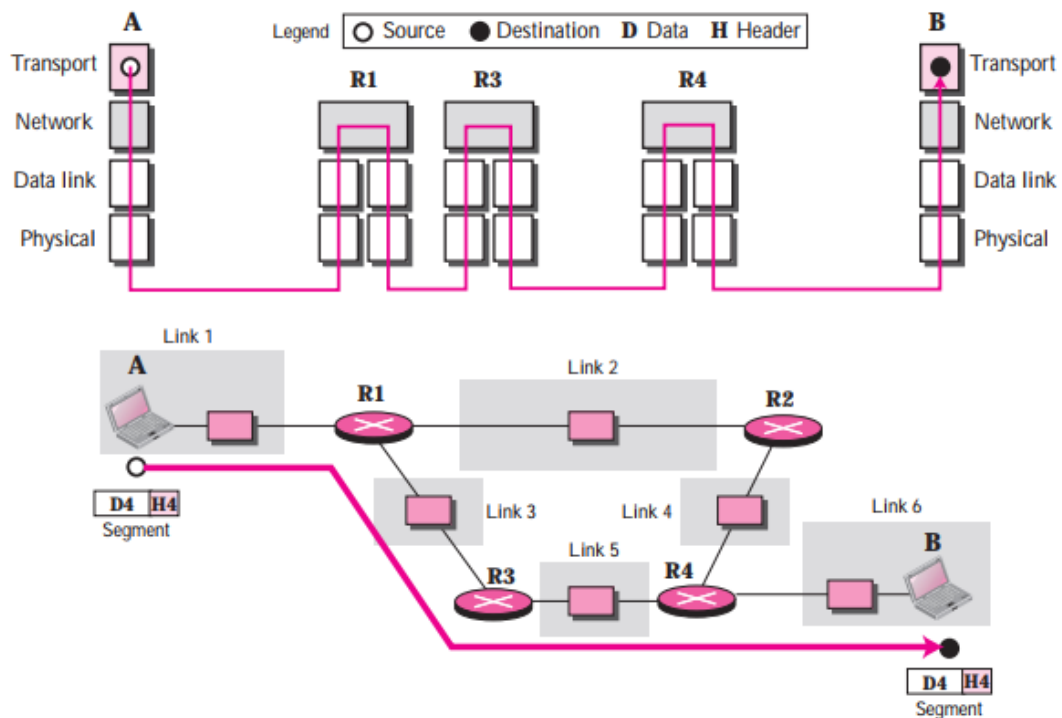 A
Legend
Source
Destination
D Data
H Header
B
Transport
R1
R3
R4
Transport
Network
Network
Data link
Data link
Physical
Physical
Link 1
A
Link 2
R1
R2
D4 H4
Segment
Link 3
Link 4
Link 6
B
Link 5
R3
R4
D4 H4
Segment